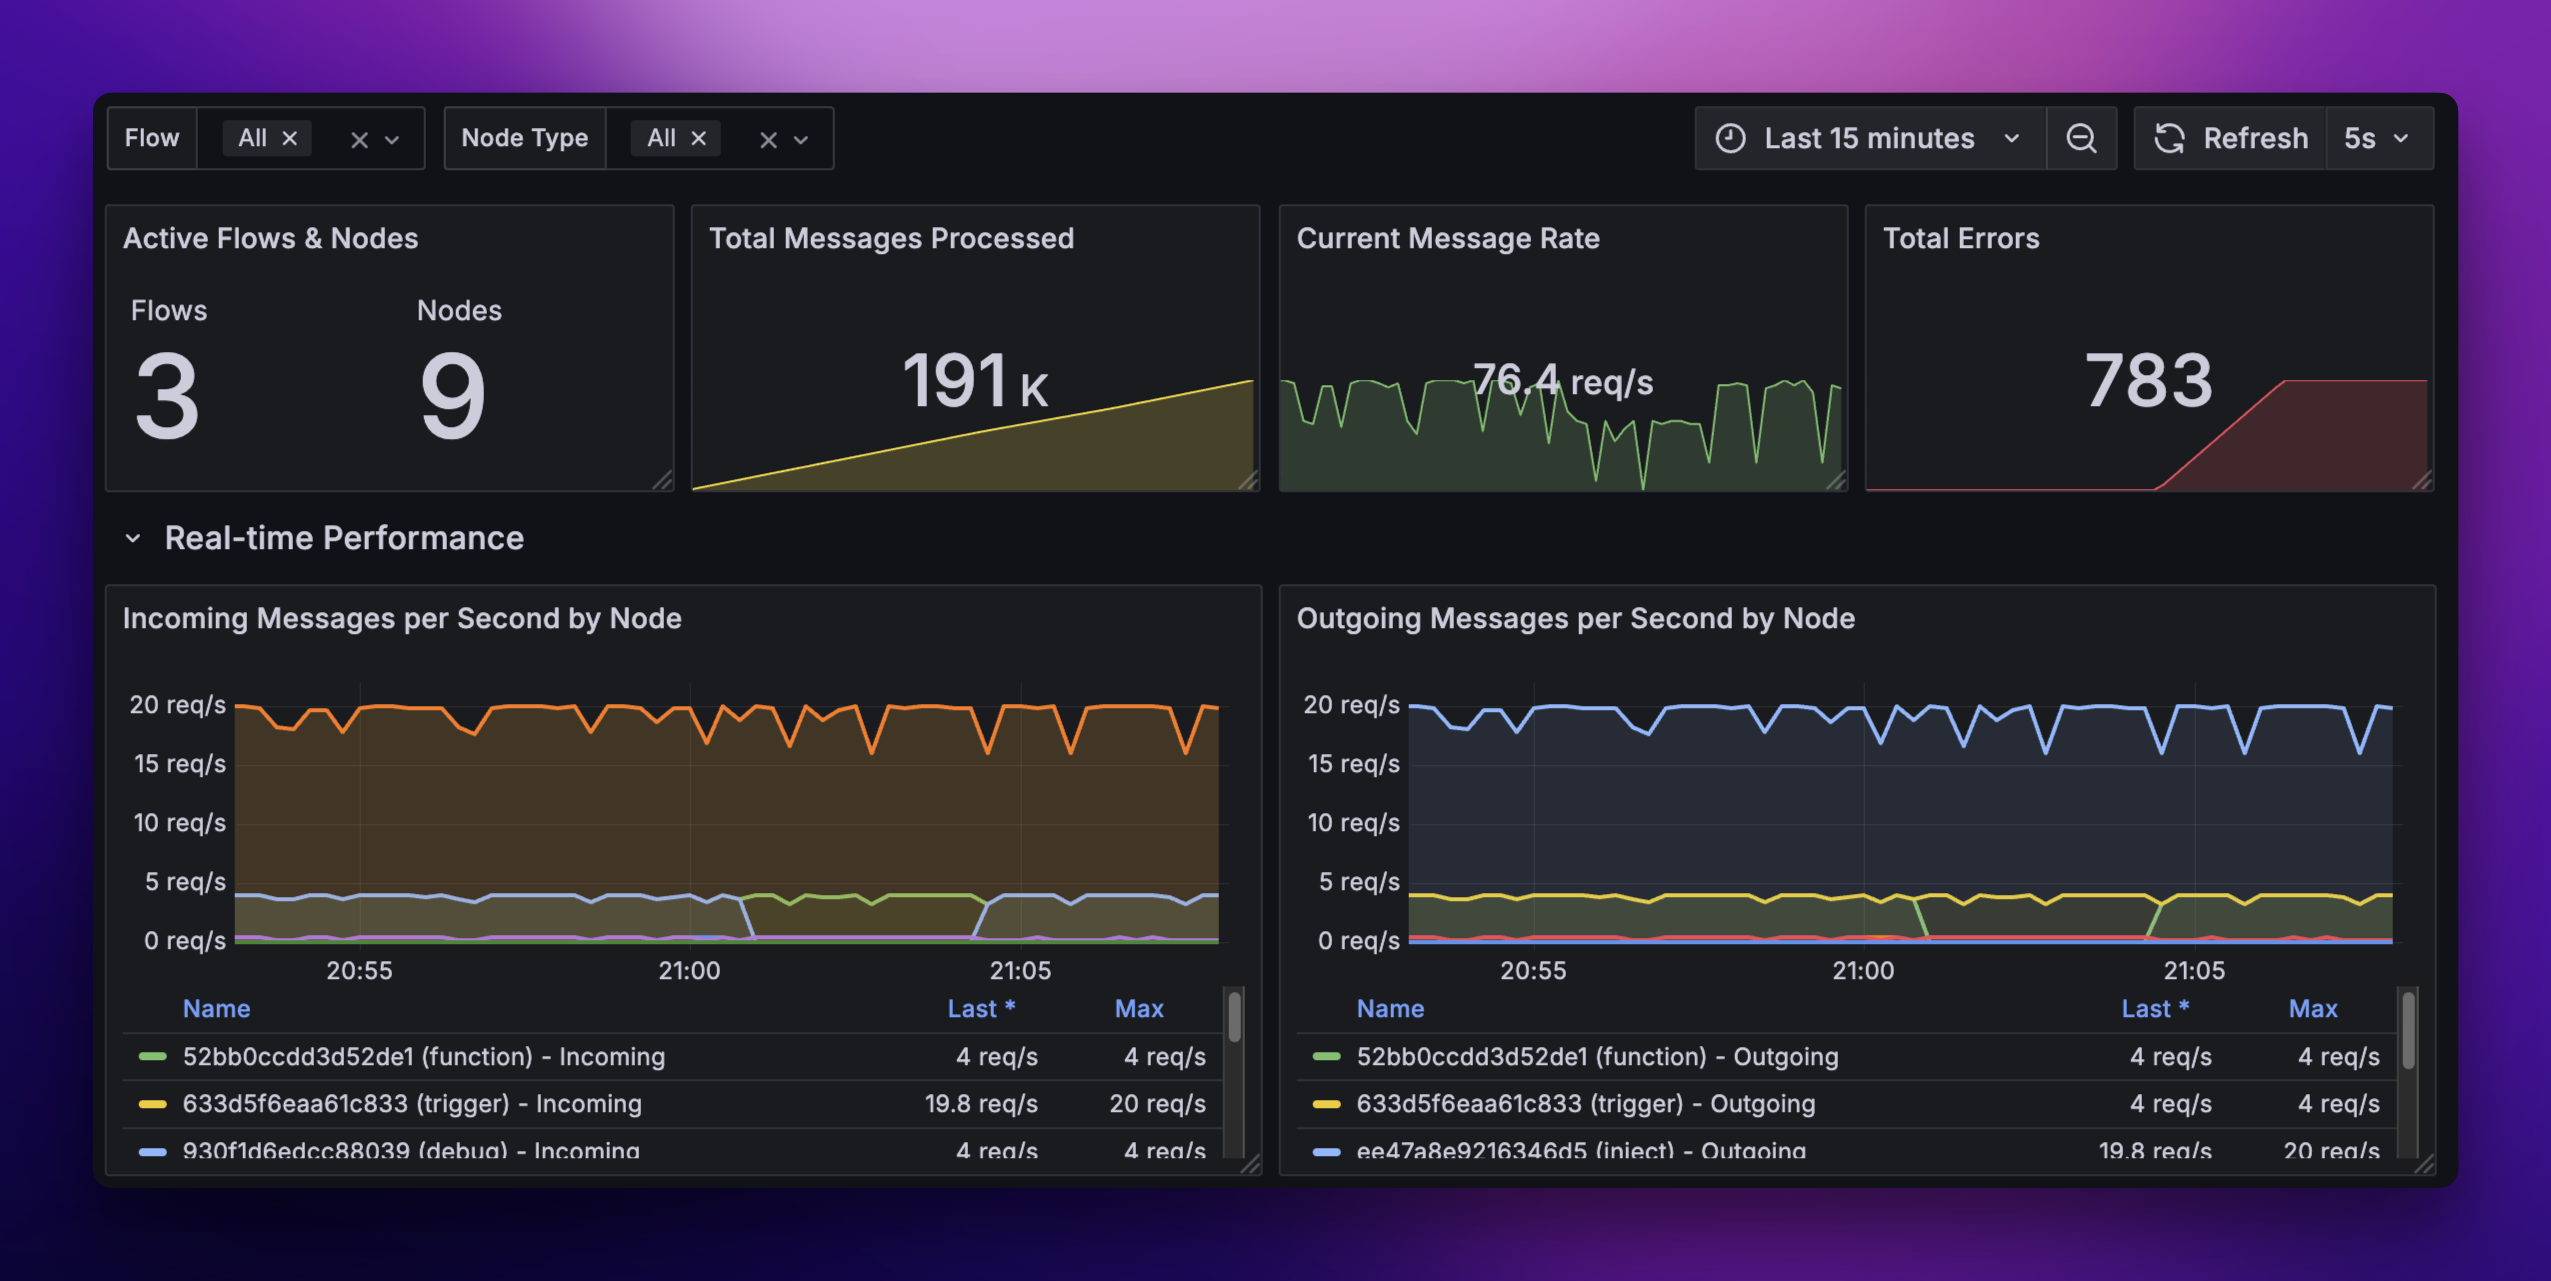 Flow All Node Type All Last 15 minutes Refresh 5s
Active Flows & Nodes
Flows Nodes
3 9
Total Messages Processed
191 K
Current Message Rate
76.4 req/s
Total Errors
783
Real-time Performance
Incoming Messages per Second by Node
20 req/s
15 req/s
10 req/s
5 req/s
0 req/s
20:55 21:00 21:05
Name Last * Max
52bb0ccdd3d52de1 (function) - Incoming 4 req/s 4 req/s
633d5f6eaa61c833 (trigger) - Incoming 19.8 req/s 20 req/s
930f1d6edcc88039 (debug) - Incoming 4 req/s 4 req/s
Outgoing Messages per Second by Node
20 req/s
15 req/s
10 req/s
5 req/s
0 req/s
20:55 21:00 21:05
Name Last * Max
52bb0ccdd3d52de1 (function) - Outgoing 4 req/s 4 req/s
633d5f6eaa61c833 (trigger) - Outgoing 4 req/s 4 req/s
ee47a8e9216346d5 (inject) - Outgoing 19.8 req/s 20 req/s